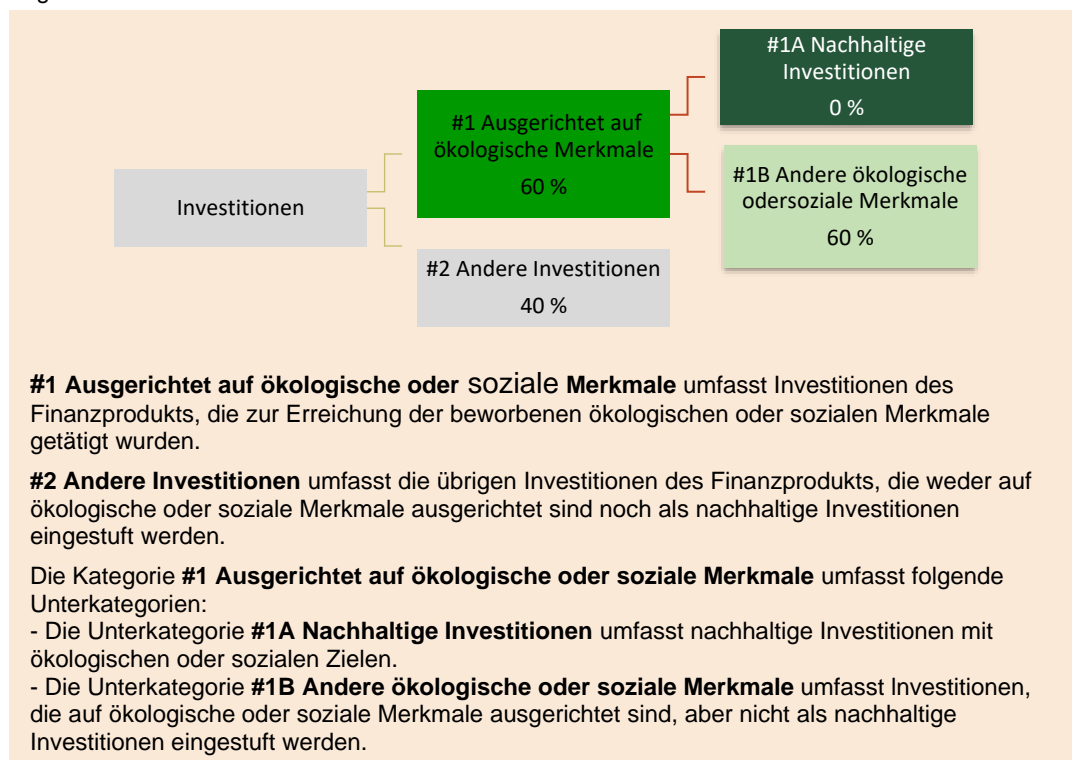 #1A Nachhaltige
Investitionen
0 %
#1 Ausgerichtet auf
ökologische Merkmale
60 %
#1B Andere ökologische
odersoziale Merkmale
60 %
Investitionen
#2 Andere Investitionen
40 %
#1 Ausgerichtet auf ökologische oder soziale Merkmale umfasst Investitionen des
Finanzprodukts, die zur Erreichung der beworbenen ökologischen oder sozialen Merkmale
getätigt wurden.
#2 Andere Investitionen umfasst die übrigen Investitionen des Finanzprodukts, die weder auf
ökologische oder soziale Merkmale ausgerichtet sind noch als nachhaltige Investitionen
eingestuft werden.
Die Kategorie #1 Ausgerichtet auf ökologische oder soziale Merkmale umfasst folgende
Unterkategorien:
- Die Unterkategorie #1A Nachhaltige Investitionen umfasst nachhaltige Investitionen mit
ökologischen oder sozialen Zielen.
- Die Unterkategorie #1B Andere ökologische oder soziale Merkmale umfasst Investitionen,
die auf ökologische oder soziale Merkmale ausgerichtet sind, aber nicht als nachhaltige
Investitionen eingestuft werden.